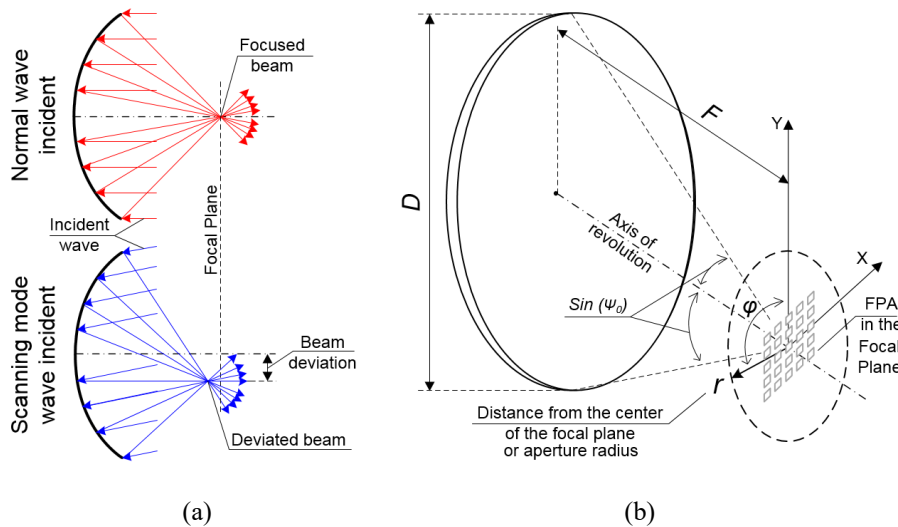 Normal wave
incident
Focused
beam
Focal Plane
Incident
wave
Scanning mode
wave incident
Beam
deviation
Deviated beam
(a)
D
F
Y
X
Axis of
revolution
Sin (Ψ₀)
φ
r
FPA
in the
Focal
Plane
Distance from the center
of the focal plane
or aperture radius
(b)